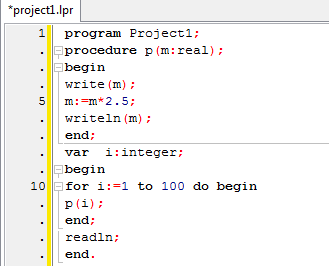 *project1.lpr
1 program Project1;
. procedure p(m:real);
. begin
. write(m);
5 m:=m*2.5;
. writeln(m);
. end;
. var  i:integer;
. begin
10 for i:=1 to 100 do begin
. p(i);
. end;
. readln;
. end.